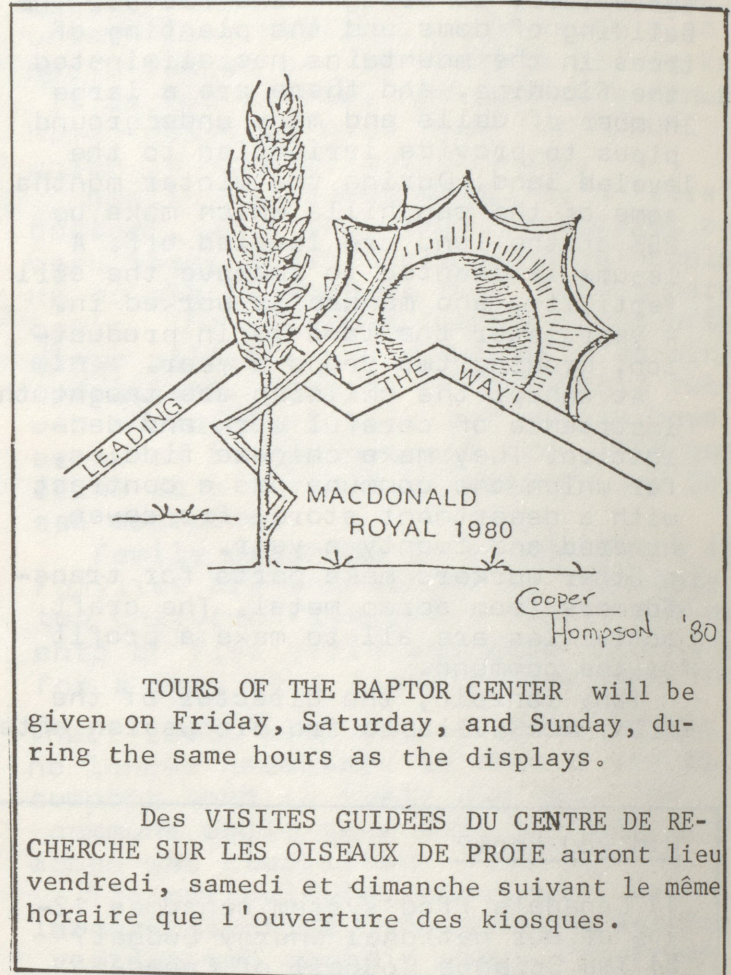 LEADING
THE WAY!
MACDONALD
ROYAL 1980
Cooper
Hompson '80
TOURS OF THE RAPTOR CENTER will be
given on Friday, Saturday, and Sunday, du-
ring the same hours as the displays.
Des VISITES GUIDÉES DU CENTRE DE RE-
CHERCHE SUR LES OISEAUX DE PROIE auront lieu
vendredi, samedi et dimanche suivant le même
horaire que l'ouverture des kiosques.